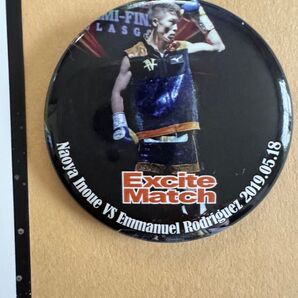 MI-FIN
LASG
Excite
Match
Naoya Inoue VS Emmanuel Rodriguez 2019.05.18